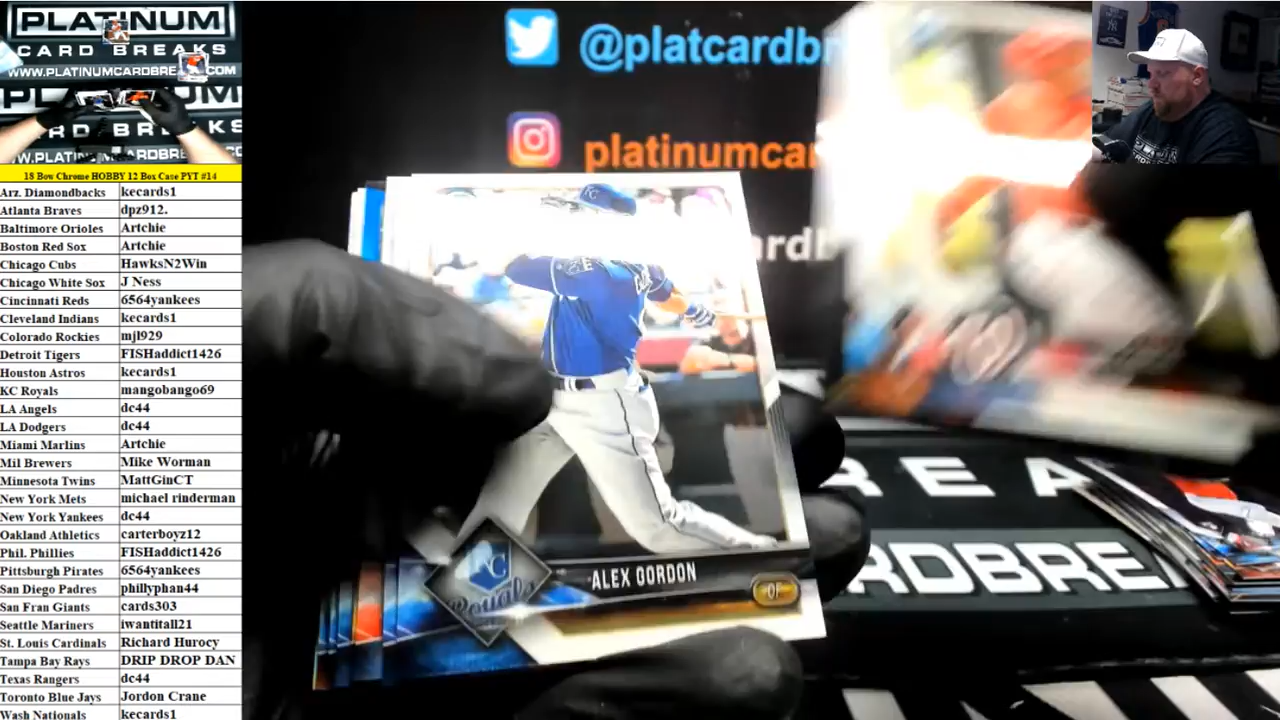 PLATINUM
CARD BREAKS
WWW.PLATINUMCARDBREA .COM
18 Bow Chrome HOBBY 12 Box Case PYT #14
Arz. Diamondbacks kecards1
Atlanta Braves dpz912.
Baltimore Orioles Artchie
Boston Red Sox Artchie
Chicago Cubs HawksN2Win
Chicago White Sox J Ness
Cincinnati Reds 6564yankees
Cleveland Indians kecards1
Colorado Rockies mjl929
Detroit Tigers FISHaddict1426
Houston Astros kecards1
KC Royals mangobango69
LA Angels dc44
LA Dodgers dc44
Miami Marlins Artchie
Mil Brewers Mike Worman
Minnesota Twins MattGinCT
New York Mets michael rinderman
New York Yankees dc44
Oakland Athletics carterboyz12
Phil. Phillies FISHaddict1426
Pittsburgh Pirates 6564yankees
San Diego Padres phillyphan44
San Fran Giants cards303
Seattle Mariners iwantitall21
St. Louis Cardinals Richard Hurocy
Tampa Bay Rays DRIP DROP DAN
Texas Rangers dc44
Toronto Blue Jays Jordon Crane
Wash Nationals kecards1
@platcardbr
platinumcar
ardb
KC
Royals
ALEX GORDON
OF
BREA
ARDBREA